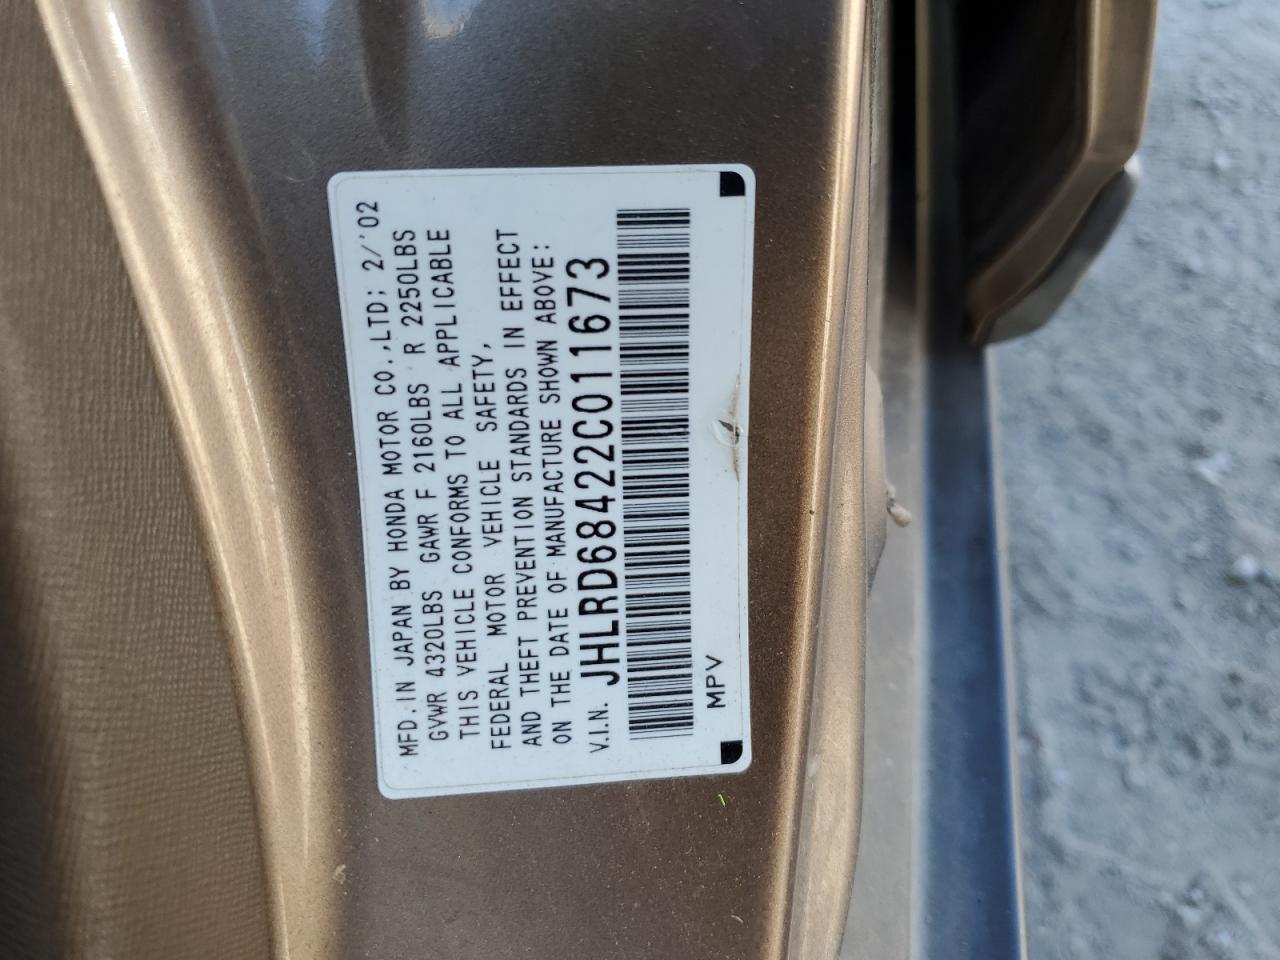 MFD. IN JAPAN BY HONDA MOTOR CO., LTD; 2/'02
GVWR 4320LBS GAWR F 2160LBS R 2250LBS
THIS VEHICLE CONFORMS TO ALL APPLICABLE
FEDERAL MOTOR VEHICLE SAFETY,
AND THEFT PREVENTION STANDARDS IN EFFECT
ON THE DATE OF MANUFACTURE SHOWN ABOVE:
V.I.N. JHLRD68422C011673
MPV